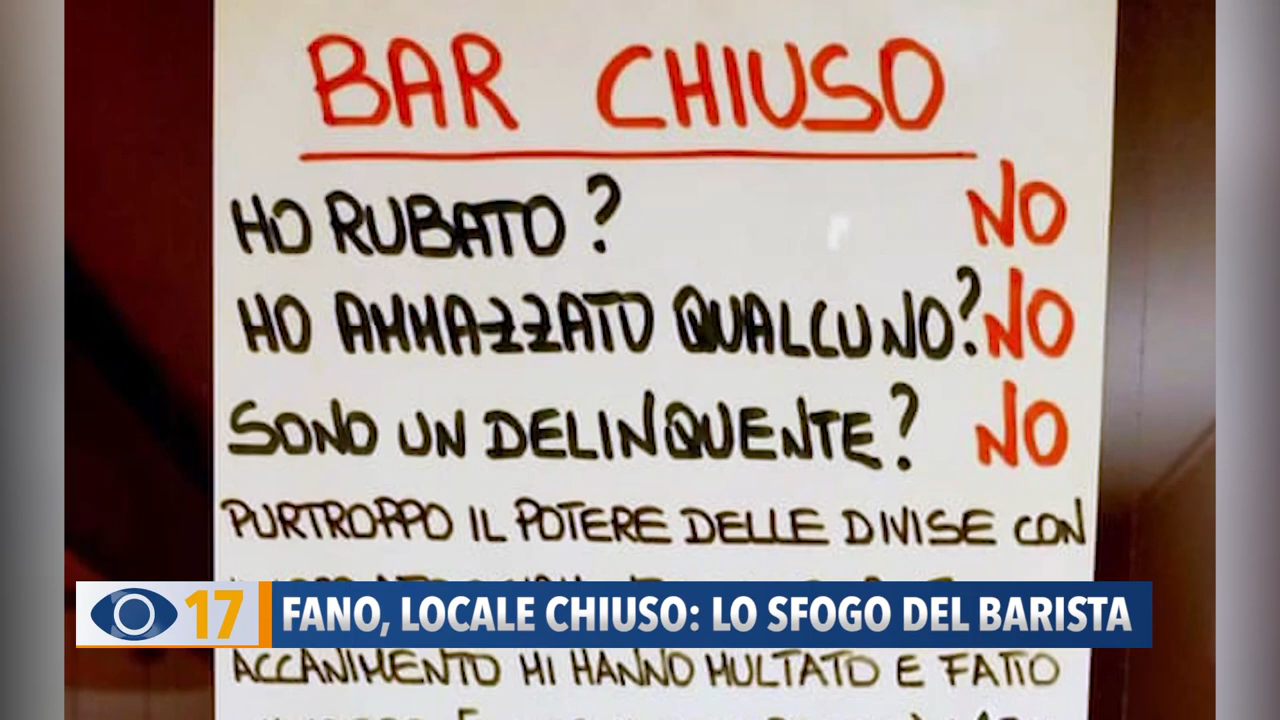 BAR CHIUSO
HO RUBATO? NO
HO AMMAZZATO QUALCUNO? NO
SONO UN DELINQUENTE? NO
PURTROPPO IL POTERE DELLE DIVISE CON
17 FANO, LOCALE CHIUSO: LO SFOGO DEL BARISTA
ACCANIMENTO MI HANNO MULTATO E FATTO